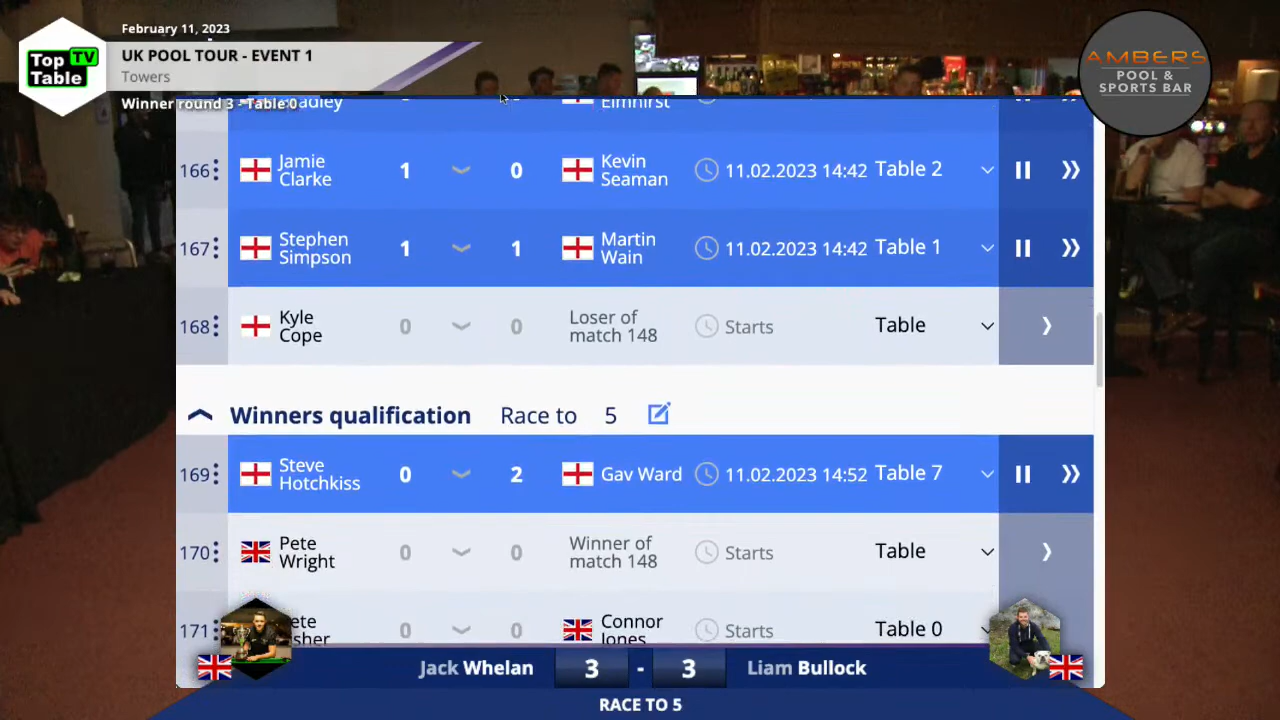 February 11, 2023
Top TV Table
UK POOL TOUR - EVENT 1
Towers
Winner round 3 - Table 0
AMBERS
POOL &
SPORTS BAR
166 Jamie Clarke 1 0 Kevin Seaman 11.02.2023 14:42 Table 2
167 Stephen Simpson 1 1 Martin Wain 11.02.2023 14:42 Table 1
168 Kyle Cope 0 0 Loser of match 148 Starts Table
Winners qualification Race to 5
169 Steve Hotchkiss 0 2 Gav Ward 11.02.2023 14:52 Table 7
170 Pete Wright 0 0 Winner of match 148 Starts Table
171 0 0 Connor Jones Starts Table 0
Jack Whelan 3 - 3 Liam Bullock
RACE TO 5